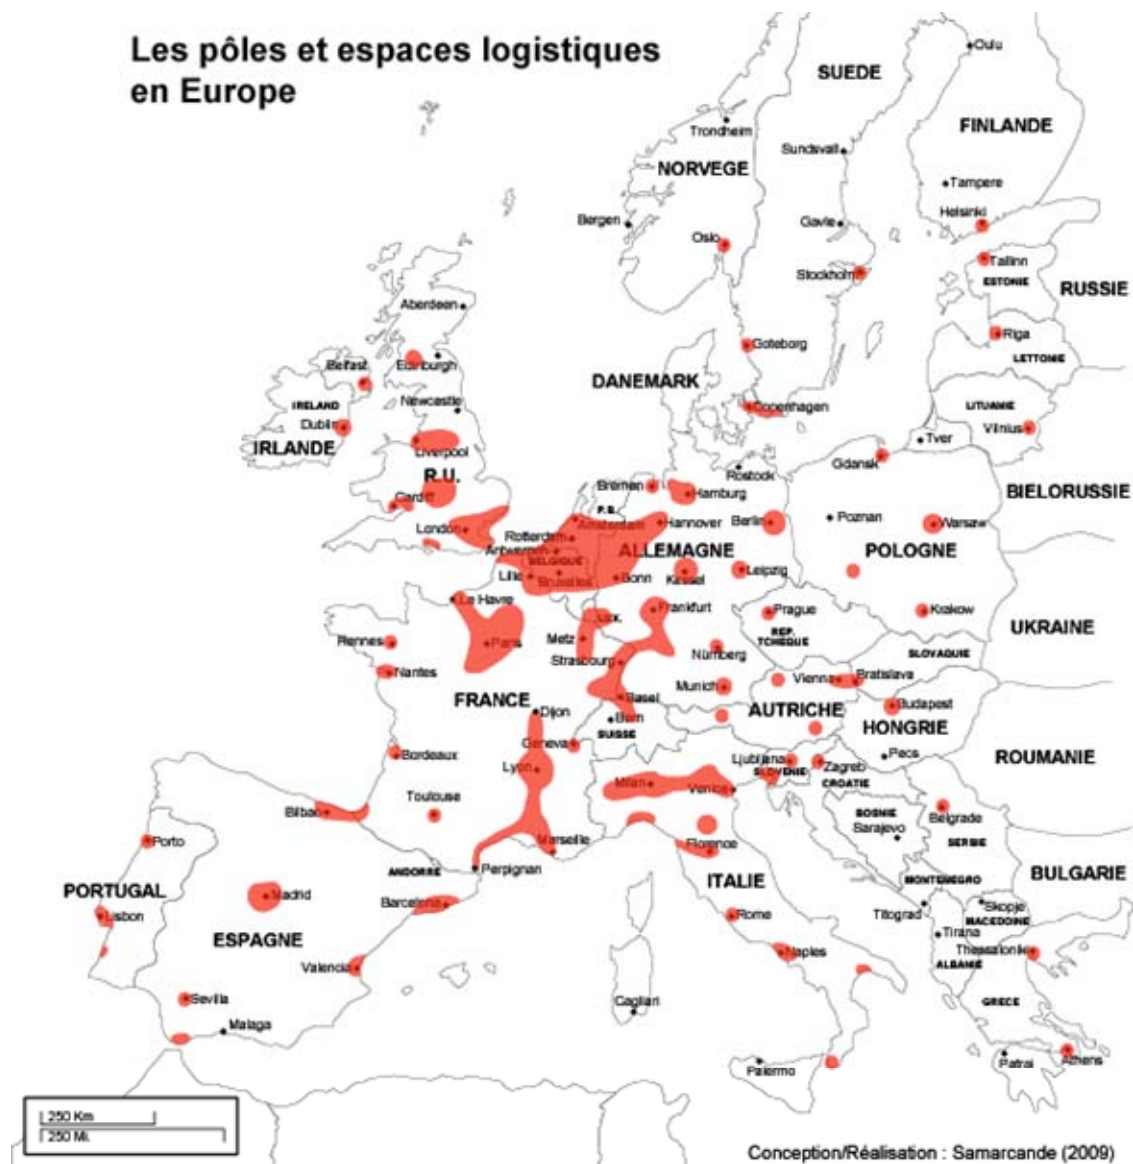 Les pôles et espaces logistiques
en Europe
Oulu
SUEDE
FINLANDE
Trondheim
Sundsvall
NORVEGE
Tampere
Bergen
Gavle
Helsinki
Oslo
Tallinn
Stockholm
ESTONIE
RUSSIE
Aberdeen
Riga
Goteborg
LETTONIE
Edinburgh
Belfast
DANEMARK
Newcastle
IRELAND
Copenhagen
LITUANIE
Dublin
Vilnius
IRLANDE
Liverpool
Tver
Gdansk
R.U.
Rostock
Bremen
Hamburg
BIELORUSSIE
Cardiff
P.B.
London
Amsterdam
Hannover
Berlin
Poznan
Warsaw
Rotterdam
Antwerpen
ALLEMAGNE
POLOGNE
BELGIQUE
Lille
Bruxelles
Bonn
Kassel
Leipzig
Le Havre
Frankfurt
Prague
Krakow
LUX.
UKRAINE
Rennes
Paris
Metz
REP.
TCHEQUE
Nürnberg
SLOVAQUIE
Strasbourg
Nantes
Munich
Vienna
Bratislava
FRANCE
Basel
Budapest
Dijon
AUTRICHE
Bern
HONGRIE
Geneva
SUISSE
Bordeaux
Pecs
ROUMANIE
Lyon
Ljubljana
Zagreb
SLOVENIE
CROATIE
Milan
Venice
Toulouse
Bilbao
BOSNIE
Belgrade
Sarajevo
Porto
Marseille
Florence
SERBIE
Perpignan
ANDORRE
BULGARIE
PORTUGAL
ITALIE
MONTENEGRO
Madrid
Barcelona
Skopje
Lisbon
Rome
Titograd
MACEDOINE
ESPAGNE
Tirana
Naples
Thessalonik
Valencia
ALBANIE
Sevilla
Cagliari
GRECE
Malaga
Athens
Patrai
Palermo
250 Km
250 Mi.
Conception/Réalisation : Samarcande (2009)